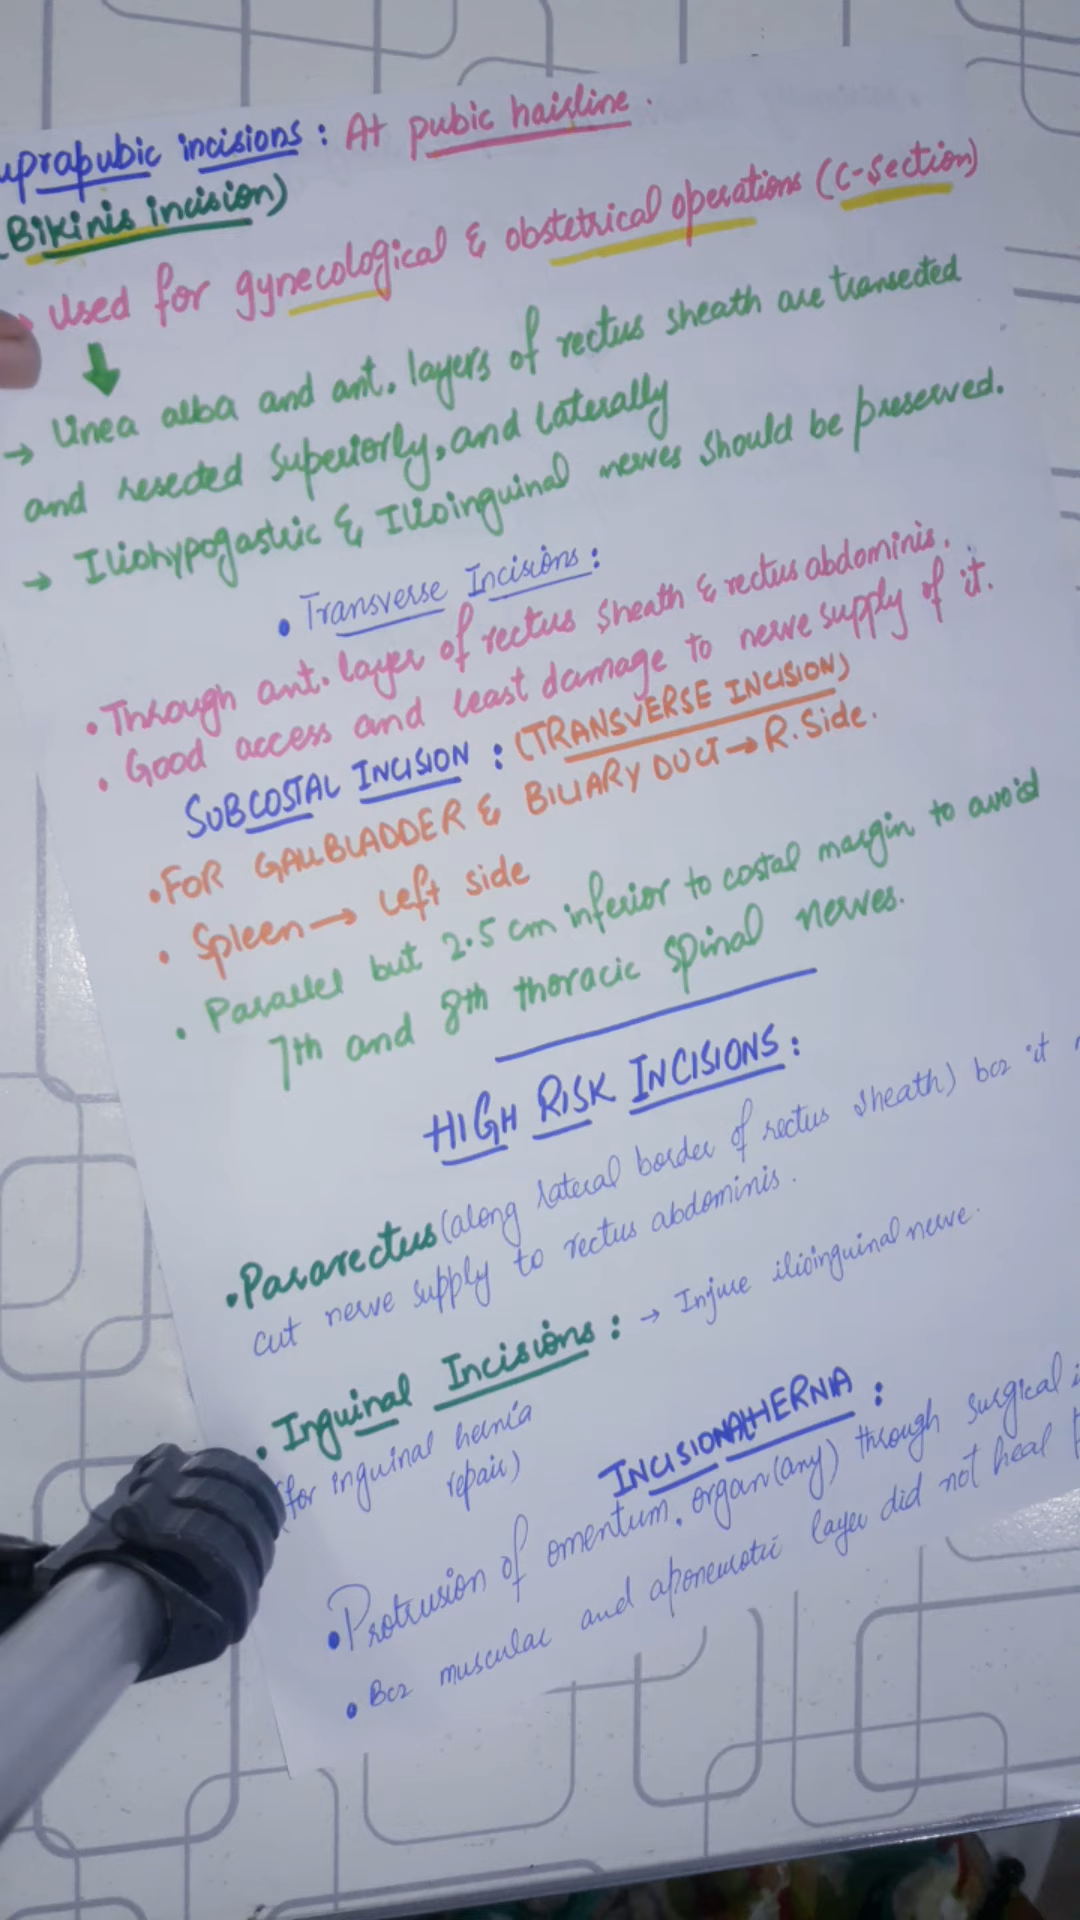 uprapubic incisions : At pubic hairline .
(Bikinis incision)
Used for gynecological & obstetrical operations (C-section)
→ Linea alba and ant. layers of rectus sheath are transected
and resected superiorly, and laterally
→ Iliohypogastric & Ilioinguinal nerves should be preserved.
• Transverse Incisions :
• Through ant. layer of rectus sheath & rectus abdominis.
• Good access and least damage to nerve supply of it.
SUBCOSTAL INCISION : (TRANSVERSE INCISION)
• FOR GALLBLADDER & BILIARY DUCT → R. Side.
• Spleen → Left side
• Parallel but 2.5 cm inferior to costal margin to avoid
7th and 8th thoracic spinal nerves.
HIGH RISK INCISIONS :
• Pararectus (along lateral border of rectus sheath) bcz it
cut nerve supply to rectus abdominis.
• Inguinal Incisions : → Injure ilioinguinal nerve.
(for inguinal hernia
repair)
INCISIONAL HERNIA :
• Protrusion of omentum, organ (any) through surgical i
• Bcz muscular and aponeurotic layer did not heal